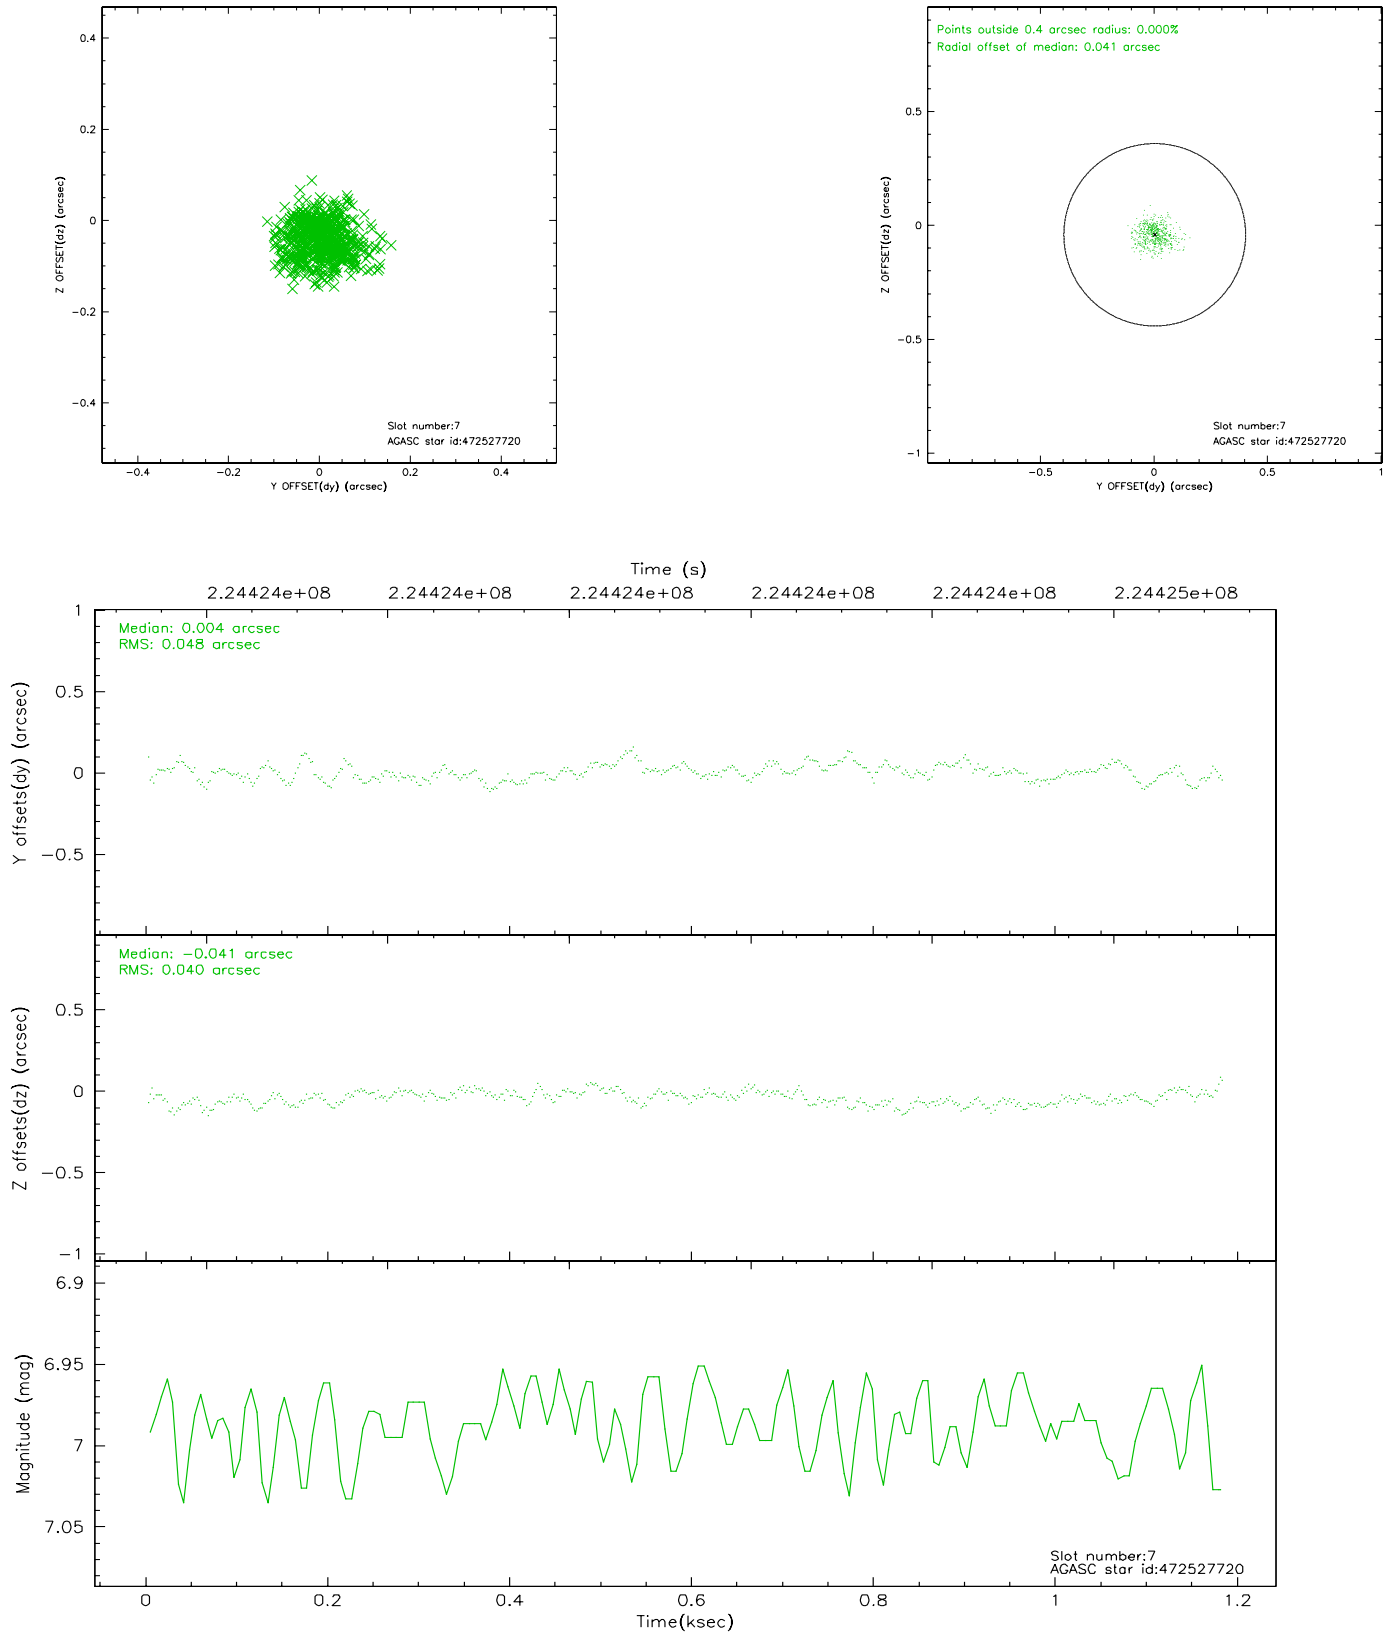 0.4
0.2
0
−0.2
−0.4
Z OFFSET(dz) (arcsec)
Slot number:7
AGASC star id:472527720
−0.4 −0.2 0 0.2 0.4
Y OFFSET(dy) (arcsec)
Points outside 0.4 arcsec radius: 0.000%
Radial offset of median: 0.041 arcsec
0.5
0
−0.5
−1
Z OFFSET(dz) (arcsec)
Slot number:7
AGASC star id:472527720
−0.5 0 0.5 1
Y OFFSET(dy) (arcsec)
Time (s)
2.24424e+08 2.24424e+08 2.24424e+08 2.24424e+08 2.24424e+08 2.24425e+08
1
0.5
0
−0.5
Y offsets(dy) (arcsec)
Median: 0.004 arcsec
RMS: 0.048 arcsec
0.5
0
−0.5
−1
Z offsets(dz) (arcsec)
Median: −0.041 arcsec
RMS: 0.040 arcsec
6.9
6.95
7
7.05
Magnitude (mag)
Slot number:7
AGASC star id:472527720
0 0.2 0.4 0.6 0.8 1 1.2
Time(ksec)